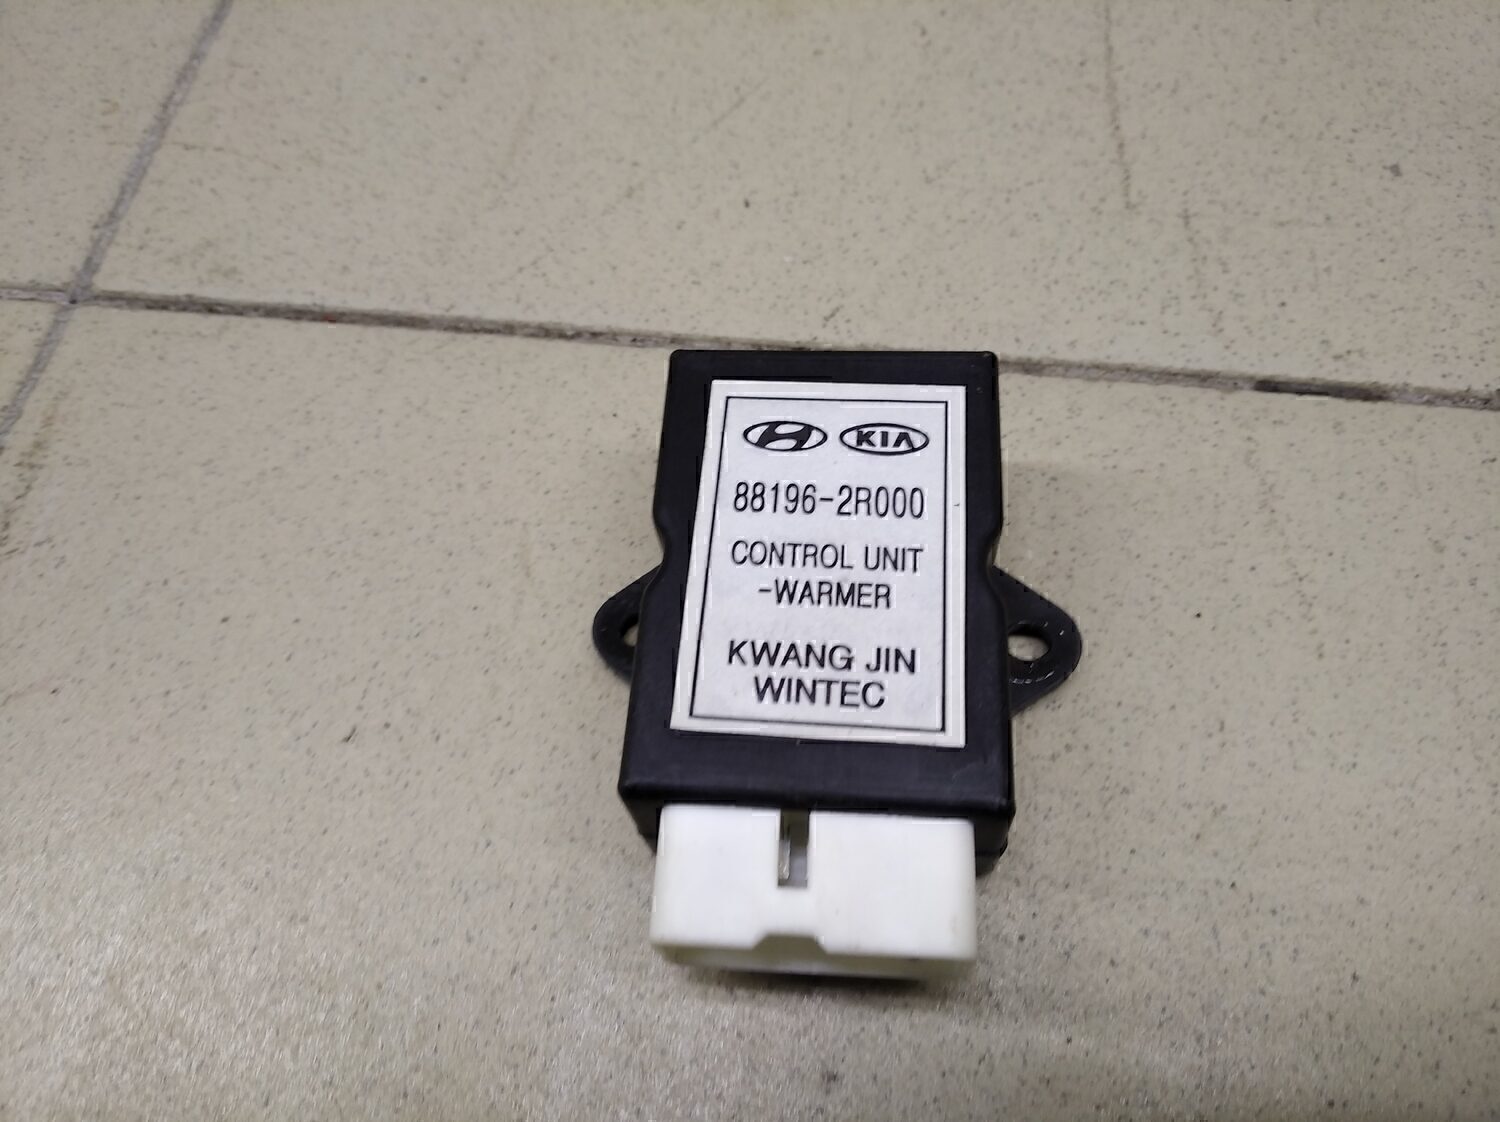 KIA
88196-2R000
CONTROL UNIT
-WARMER
KWANG JIN
WINTEC